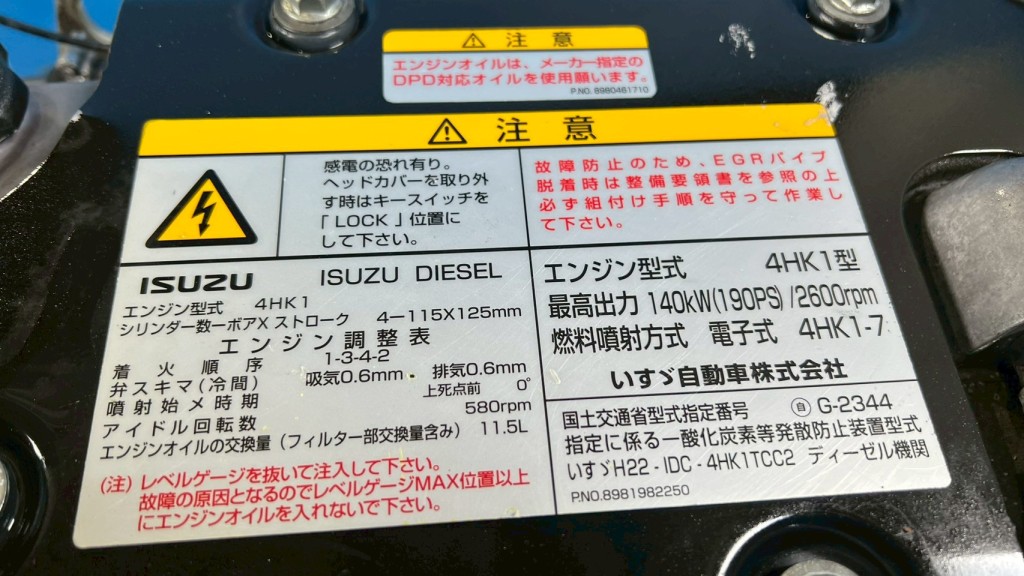 ⚠ 注意
エンジンオイルは、メーカー指定の
DPD対応オイルを使用願います。
P.NO. 8980461710
⚠ 注意
感電の恐れ有り。
ヘッドカバーを取り外
す時はキースイッチを
「LOCK」位置に
して下さい。
故障防止のため、EGRパイプ
脱着時は整備要領書を参照の上
必ず組付け手順を守って作業し
て下さい。
ISUZU ISUZU DIESEL
エンジン型式 4HK1
シリンダー数ーボアX ストローク 4－115X125mm
エンジン調整表
着火順序 1-3-4-2
弁スキマ(冷間) 吸気0.6mm 排気0.6mm
噴射始メ時期 上死点前 0°
アイドル回転数 580rpm
エンジンオイルの交換量(フィルター部交換量含み) 11.5L
(注) レベルゲージを抜いて注入して下さい。
故障の原因となるのでレベルゲージMAX位置以上
にエンジンオイルを入れないで下さい。
エンジン型式 4HK1型
最高出力 140kW(190PS)/2600rpm
燃料噴射方式 電子式 4HK1-7
いすゞ自動車株式会社
国土交通省型式指定番号 ㊀自 G-2344
指定に係る一酸化炭素等発散防止装置型式
いすゞH22-IDC-4HK1TCC2 ディーゼル機関
P.NO.8981982250